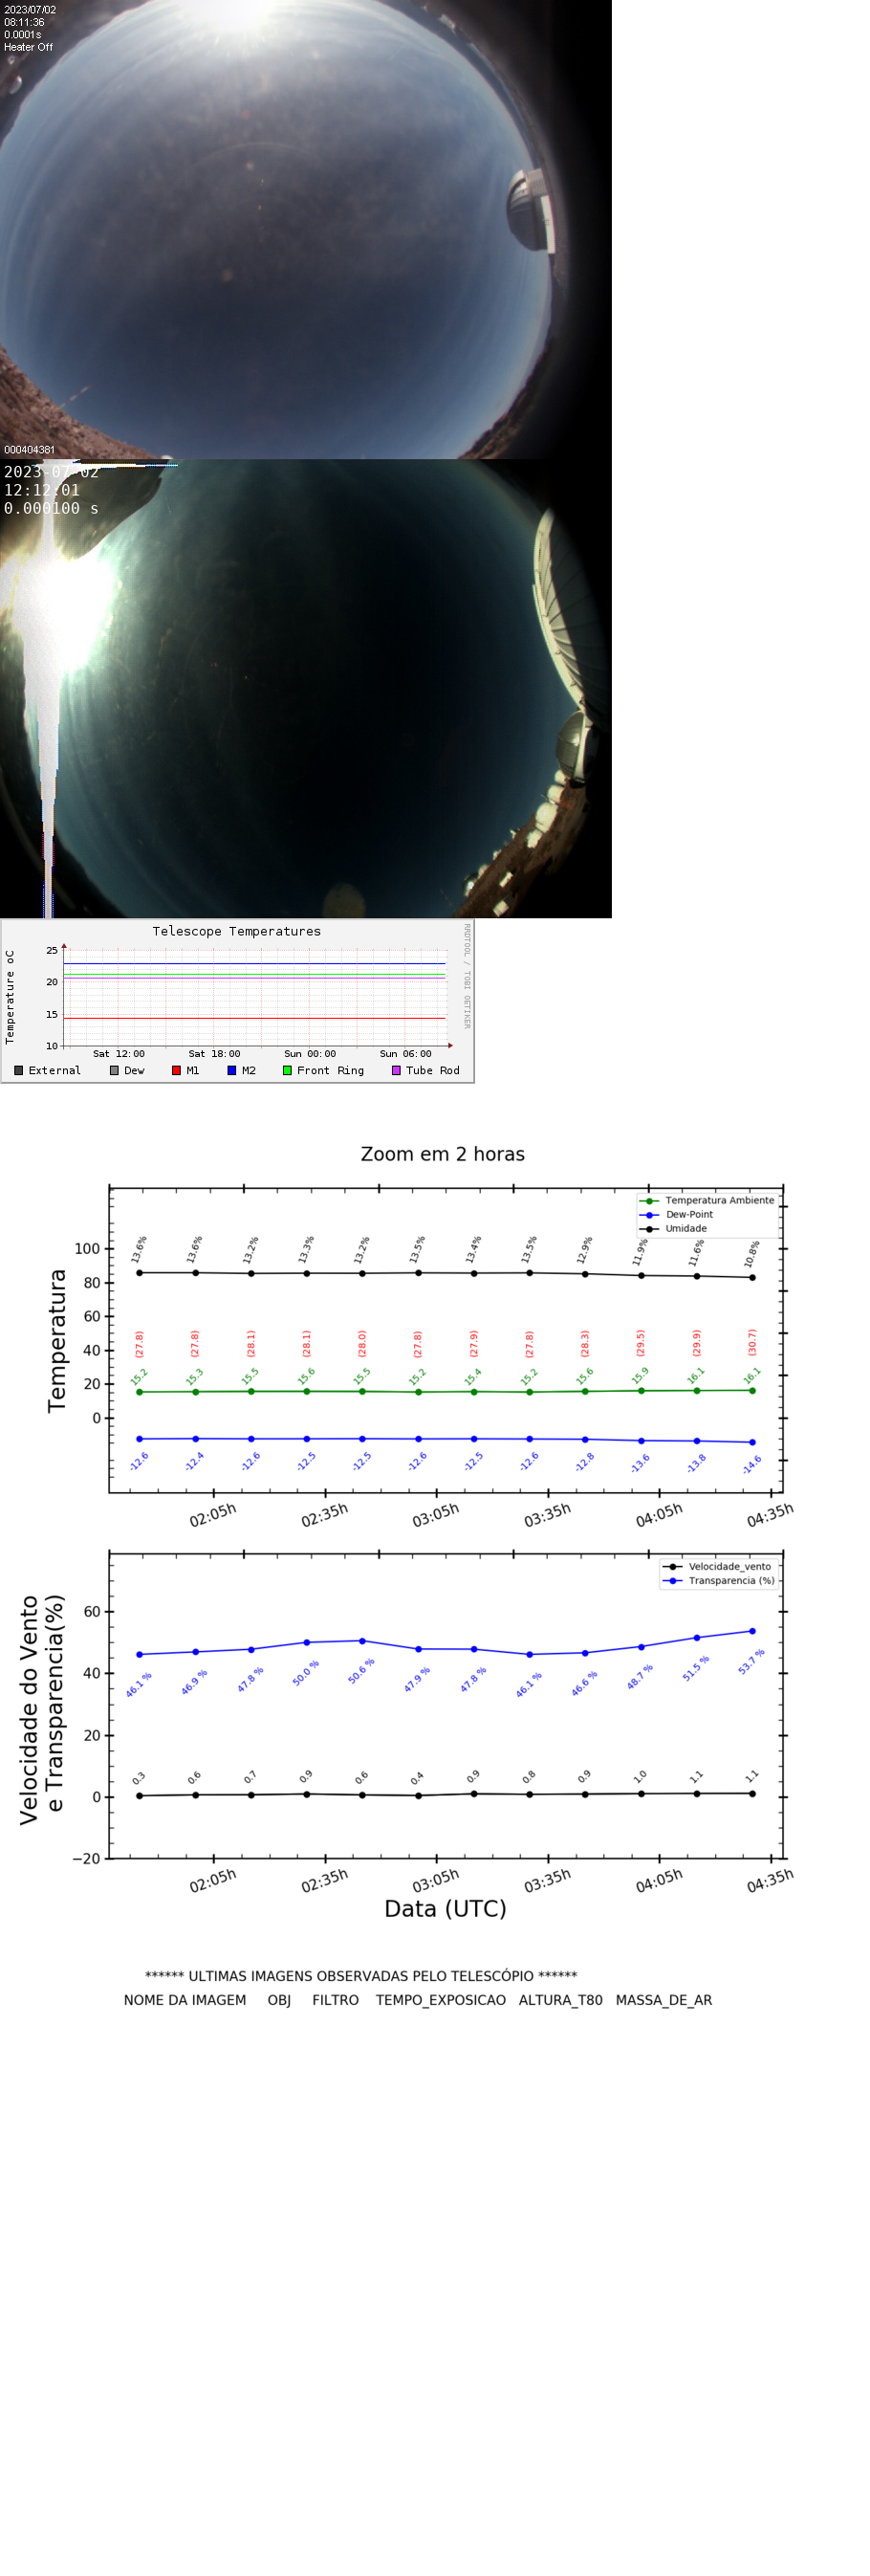 2023/07/02
08:11:36
0.0001s
Heater Off
000404381
2023-07-02
12:12:01
0.000100 s
Telescope Temperatures
RRDTOOL / TOBI OETIKER
Temperature oC
25
20
15
10
Sat 12:00 Sat 18:00 Sun 00:00 Sun 06:00
External Dew M1 M2 Front Ring Tube Rod
Zoom em 2 horas
Temperatura
Temperatura Ambiente
Dew-Point
Umidade
100
80
60
40
20
0
13.6% 13.6% 13.2% 13.3% 13.2% 13.5% 13.4% 13.5% 12.9% 11.9% 11.6% 10.8%
(27.8) (27.8) (28.1) (28.1) (28.0) (27.8) (27.9) (27.8) (28.3) (29.5) (29.9) (30.7)
15.2 15.3 15.5 15.6 15.5 15.2 15.4 15.2 15.6 15.9 16.1 16.1
-12.6 -12.4 -12.6 -12.5 -12.5 -12.6 -12.5 -12.6 -12.8 -13.6 -13.8 -14.6
02:05h 02:35h 03:05h 03:35h 04:05h 04:35h
Velocidade do Vento
e Transparencia(%)
Velocidade_vento
Transparencia (%)
60
40
20
0
−20
46.1 % 46.9 % 47.8 % 50.0 % 50.6 % 47.9 % 47.8 % 46.1 % 46.6 % 48.7 % 51.5 % 53.7 %
0.3 0.6 0.7 0.9 0.6 0.4 0.9 0.8 0.9 1.0 1.1 1.1
02:05h 02:35h 03:05h 03:35h 04:05h 04:35h
Data (UTC)
****** ULTIMAS IMAGENS OBSERVADAS PELO TELESCÓPIO ******
NOME DA IMAGEM OBJ FILTRO TEMPO_EXPOSICAO ALTURA_T80 MASSA_DE_AR